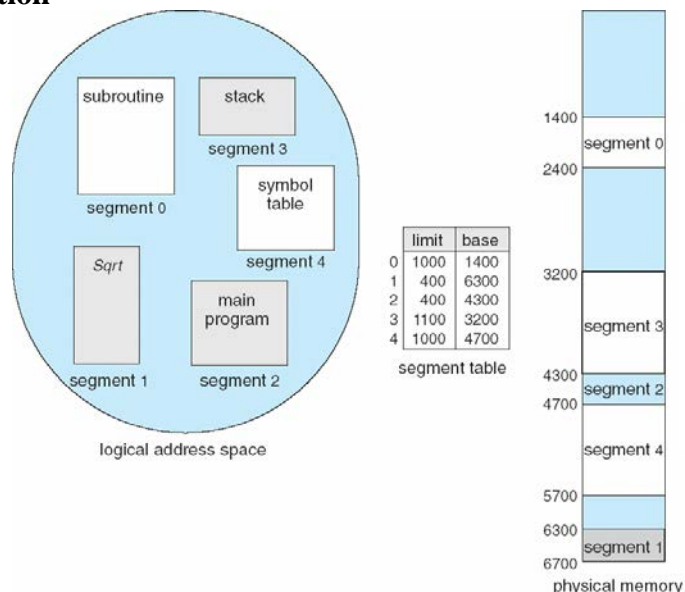 subroutine
stack
segment 3
segment 0
symbol
table
segment 4
Sqrt
main
program
segment 1
segment 2
logical address space
limit base
0 1000 1400
1 400 6300
2 400 4300
3 1100 3200
4 1000 4700
segment table
1400
segment 0
2400
3200
segment 3
4300
segment 2
4700
segment 4
5700
6300
segment 1
6700
physical memory